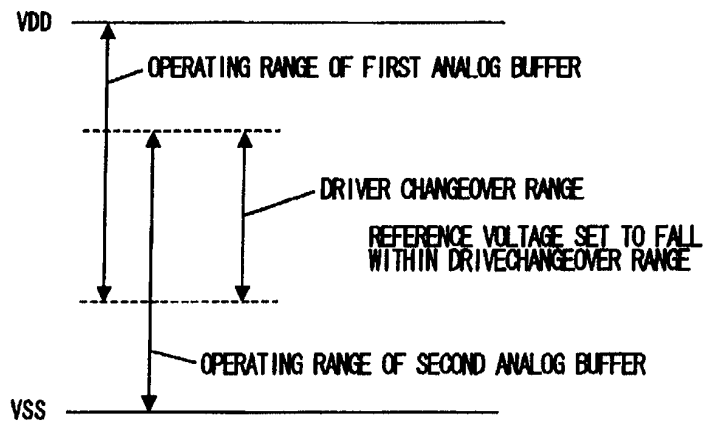 VDD
OPERATING RANGE OF FIRST ANALOG BUFFER
DRIVER CHANGEOVER RANGE
REFERENCE VOLTAGE SET TO FALL
WITHIN DRIVECHANGEOVER RANGE
OPERATING RANGE OF SECOND ANALOG BUFFER
VSS